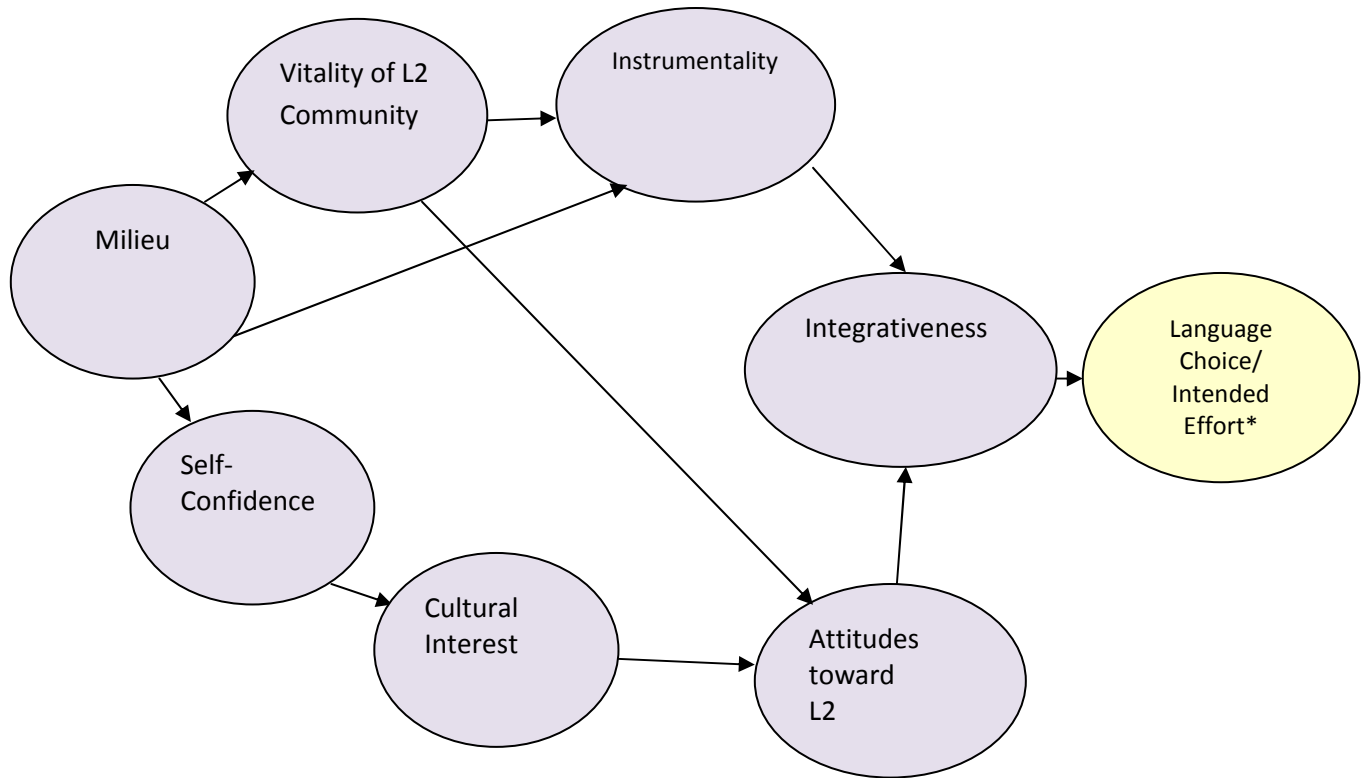 Vitality of L2
Community
Instrumentality
Milieu
Integrativeness
Language
Choice/
Intended
Effort*
Self-
Confidence
Cultural
Interest
Attitudes
toward
L2